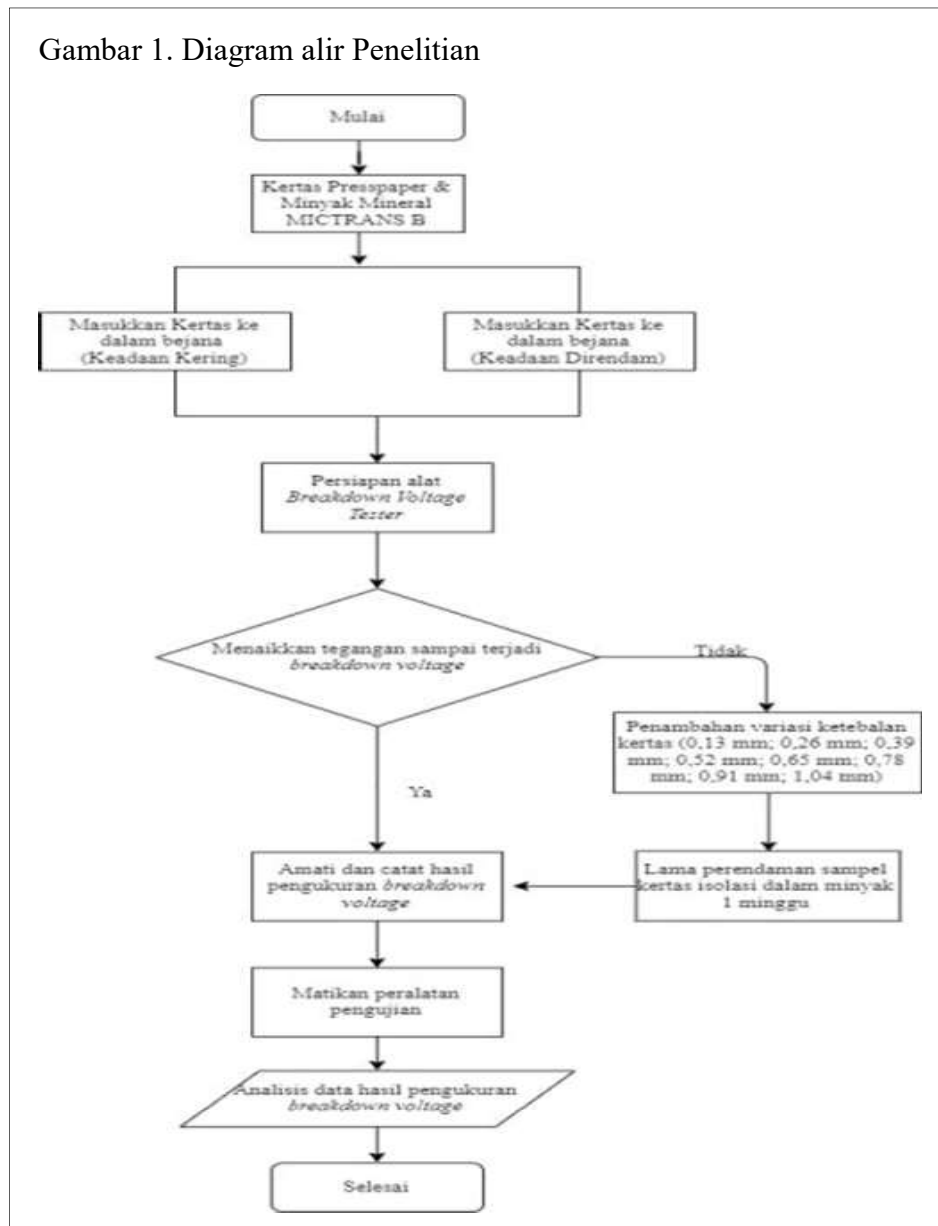 Gambar 1. Diagram alir Penelitian
Mulai
Kertas Presspaper &
Minyak Mineral
MICTRANS B
Masukkan Kertas ke
dalam bejana
(Keadaan Kering)
Masukkan Kertas ke
dalam bejana
(Keadaan Direndam)
Persiapan alat
Breakdown Voltage
Tester
Menaikkan tegangan sampai terjadi
breakdown voltage
Tidak
Penambahan variasi ketebalan
kertas (0,13 mm; 0,26 mm; 0,39
mm; 0,52 mm; 0,65 mm; 0,78
mm; 0,91 mm; 1,04 mm)
Lama perendaman sampel
kertas isolasi dalam minyak
1 minggu
Ya
Amati dan catat hasil
pengukuran breakdown
voltage
Matikan peralatan
pengujian
Analisis data hasil pengukuran
breakdown voltage
Selesai